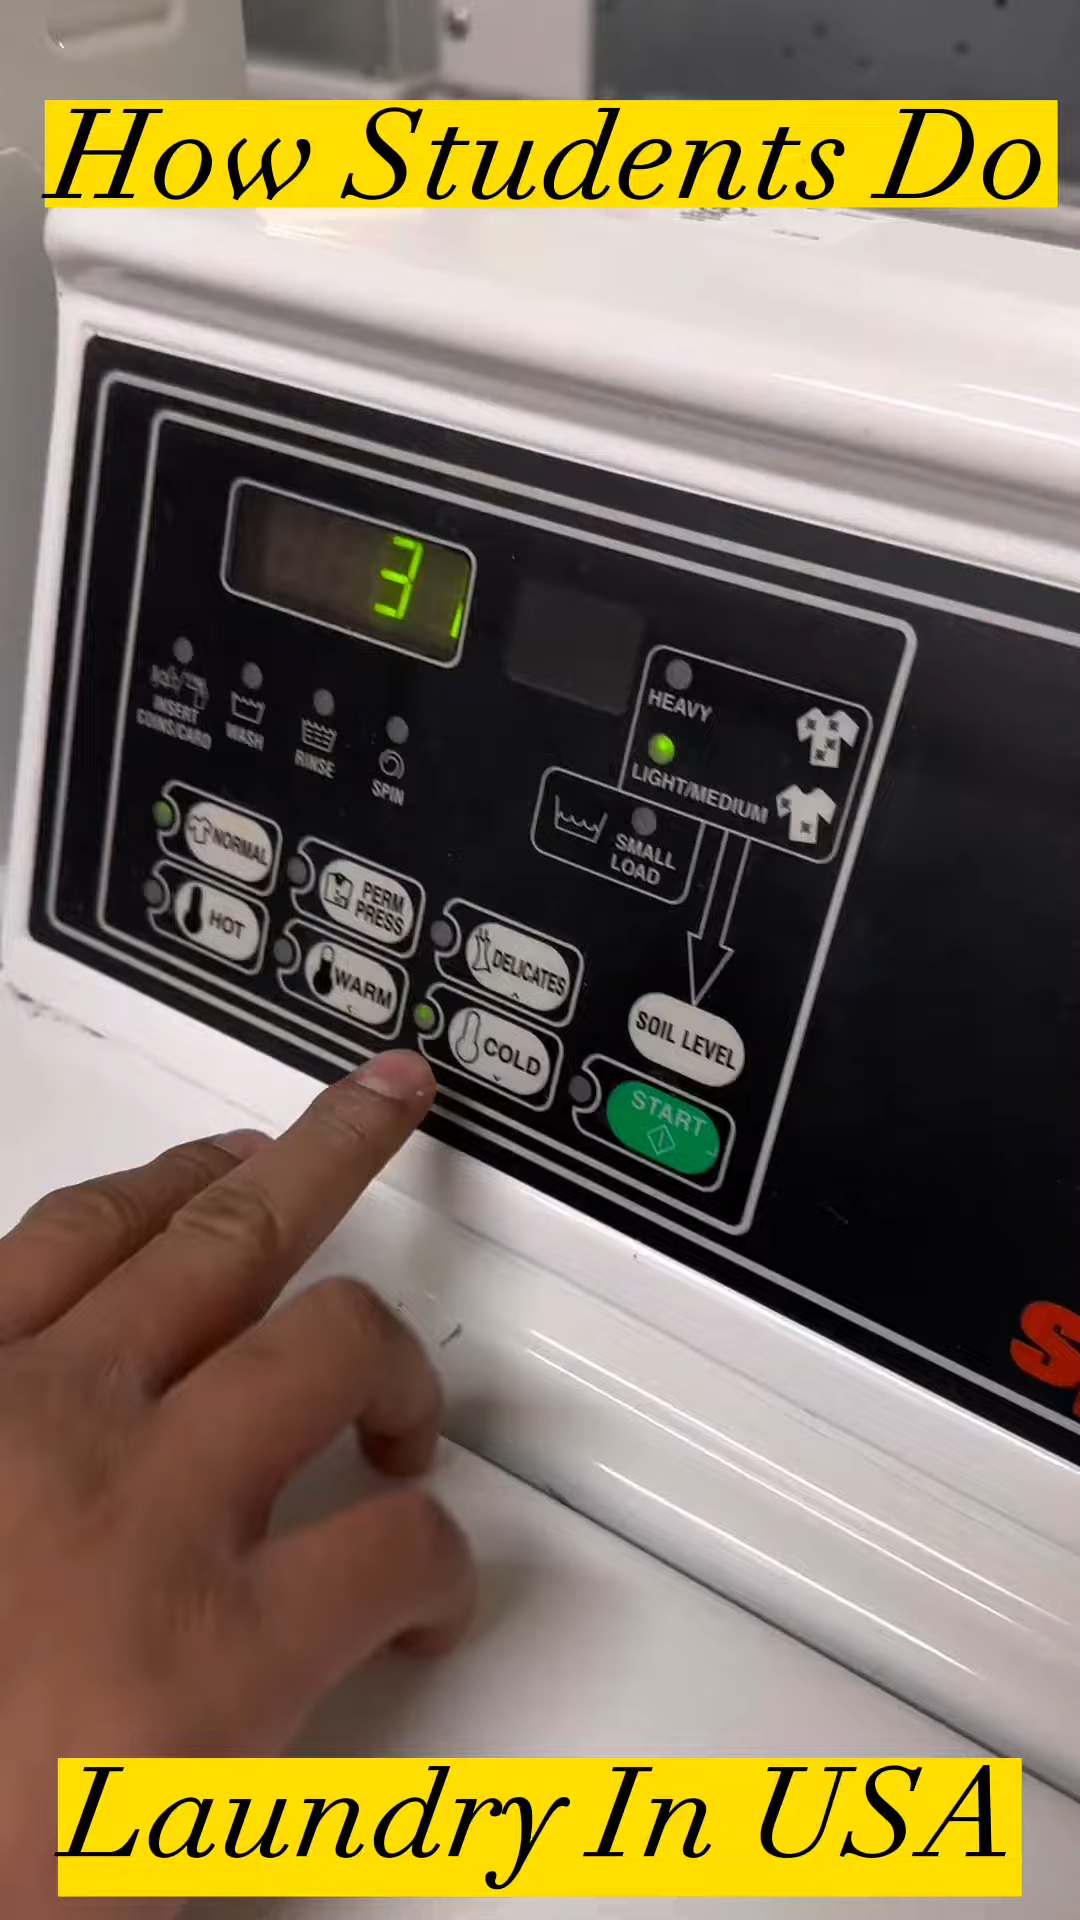 How Students Do
3
HEAVY
LIGHT/MEDIUM
INSERT
COINS/CARD
WASH
RINSE
SPIN
SMALL
LOAD
NORMAL
PERM
PRESS
DELICATES
HOT
WARM
COLD
SOIL LEVEL
START
S
Laundry In USA